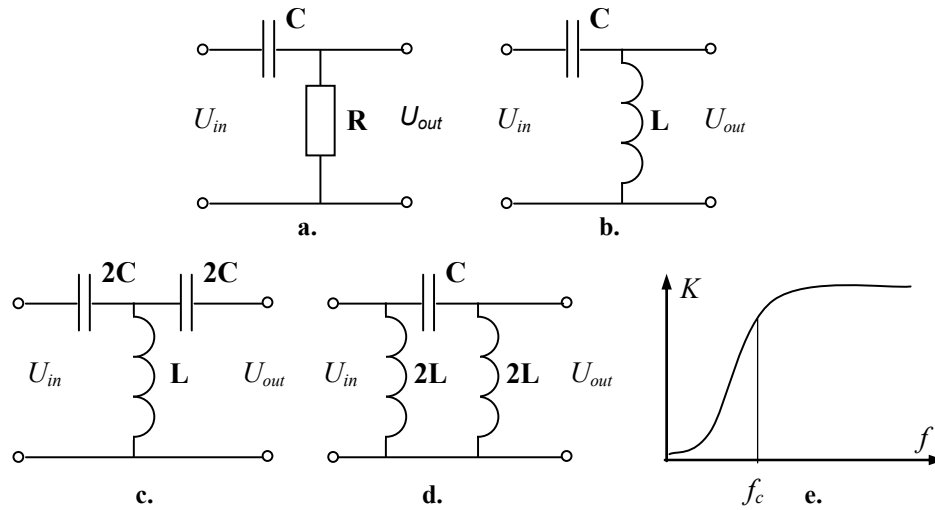 C C
U_in R U_out U_in L U_out
a. b.
2C 2C C K
U_in L U_out U_in 2L 2L U_out
f
f_c
c. d. e.